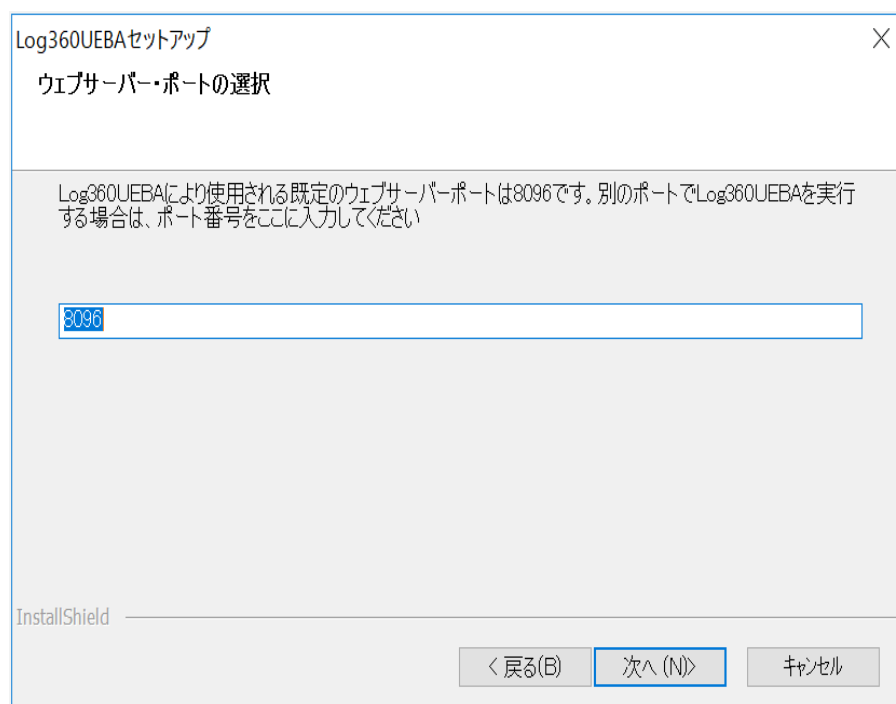 Log360UEBAセットアップ
ウェブサーバー・ポートの選択
Log360UEBAにより使用される既定のウェブサーバーポートは8096です。別のポートでLog360UEBAを実行
する場合は、ポート番号をここに入力してください
8096
InstallShield
< 戻る(B)
次へ (N)>
キャンセル